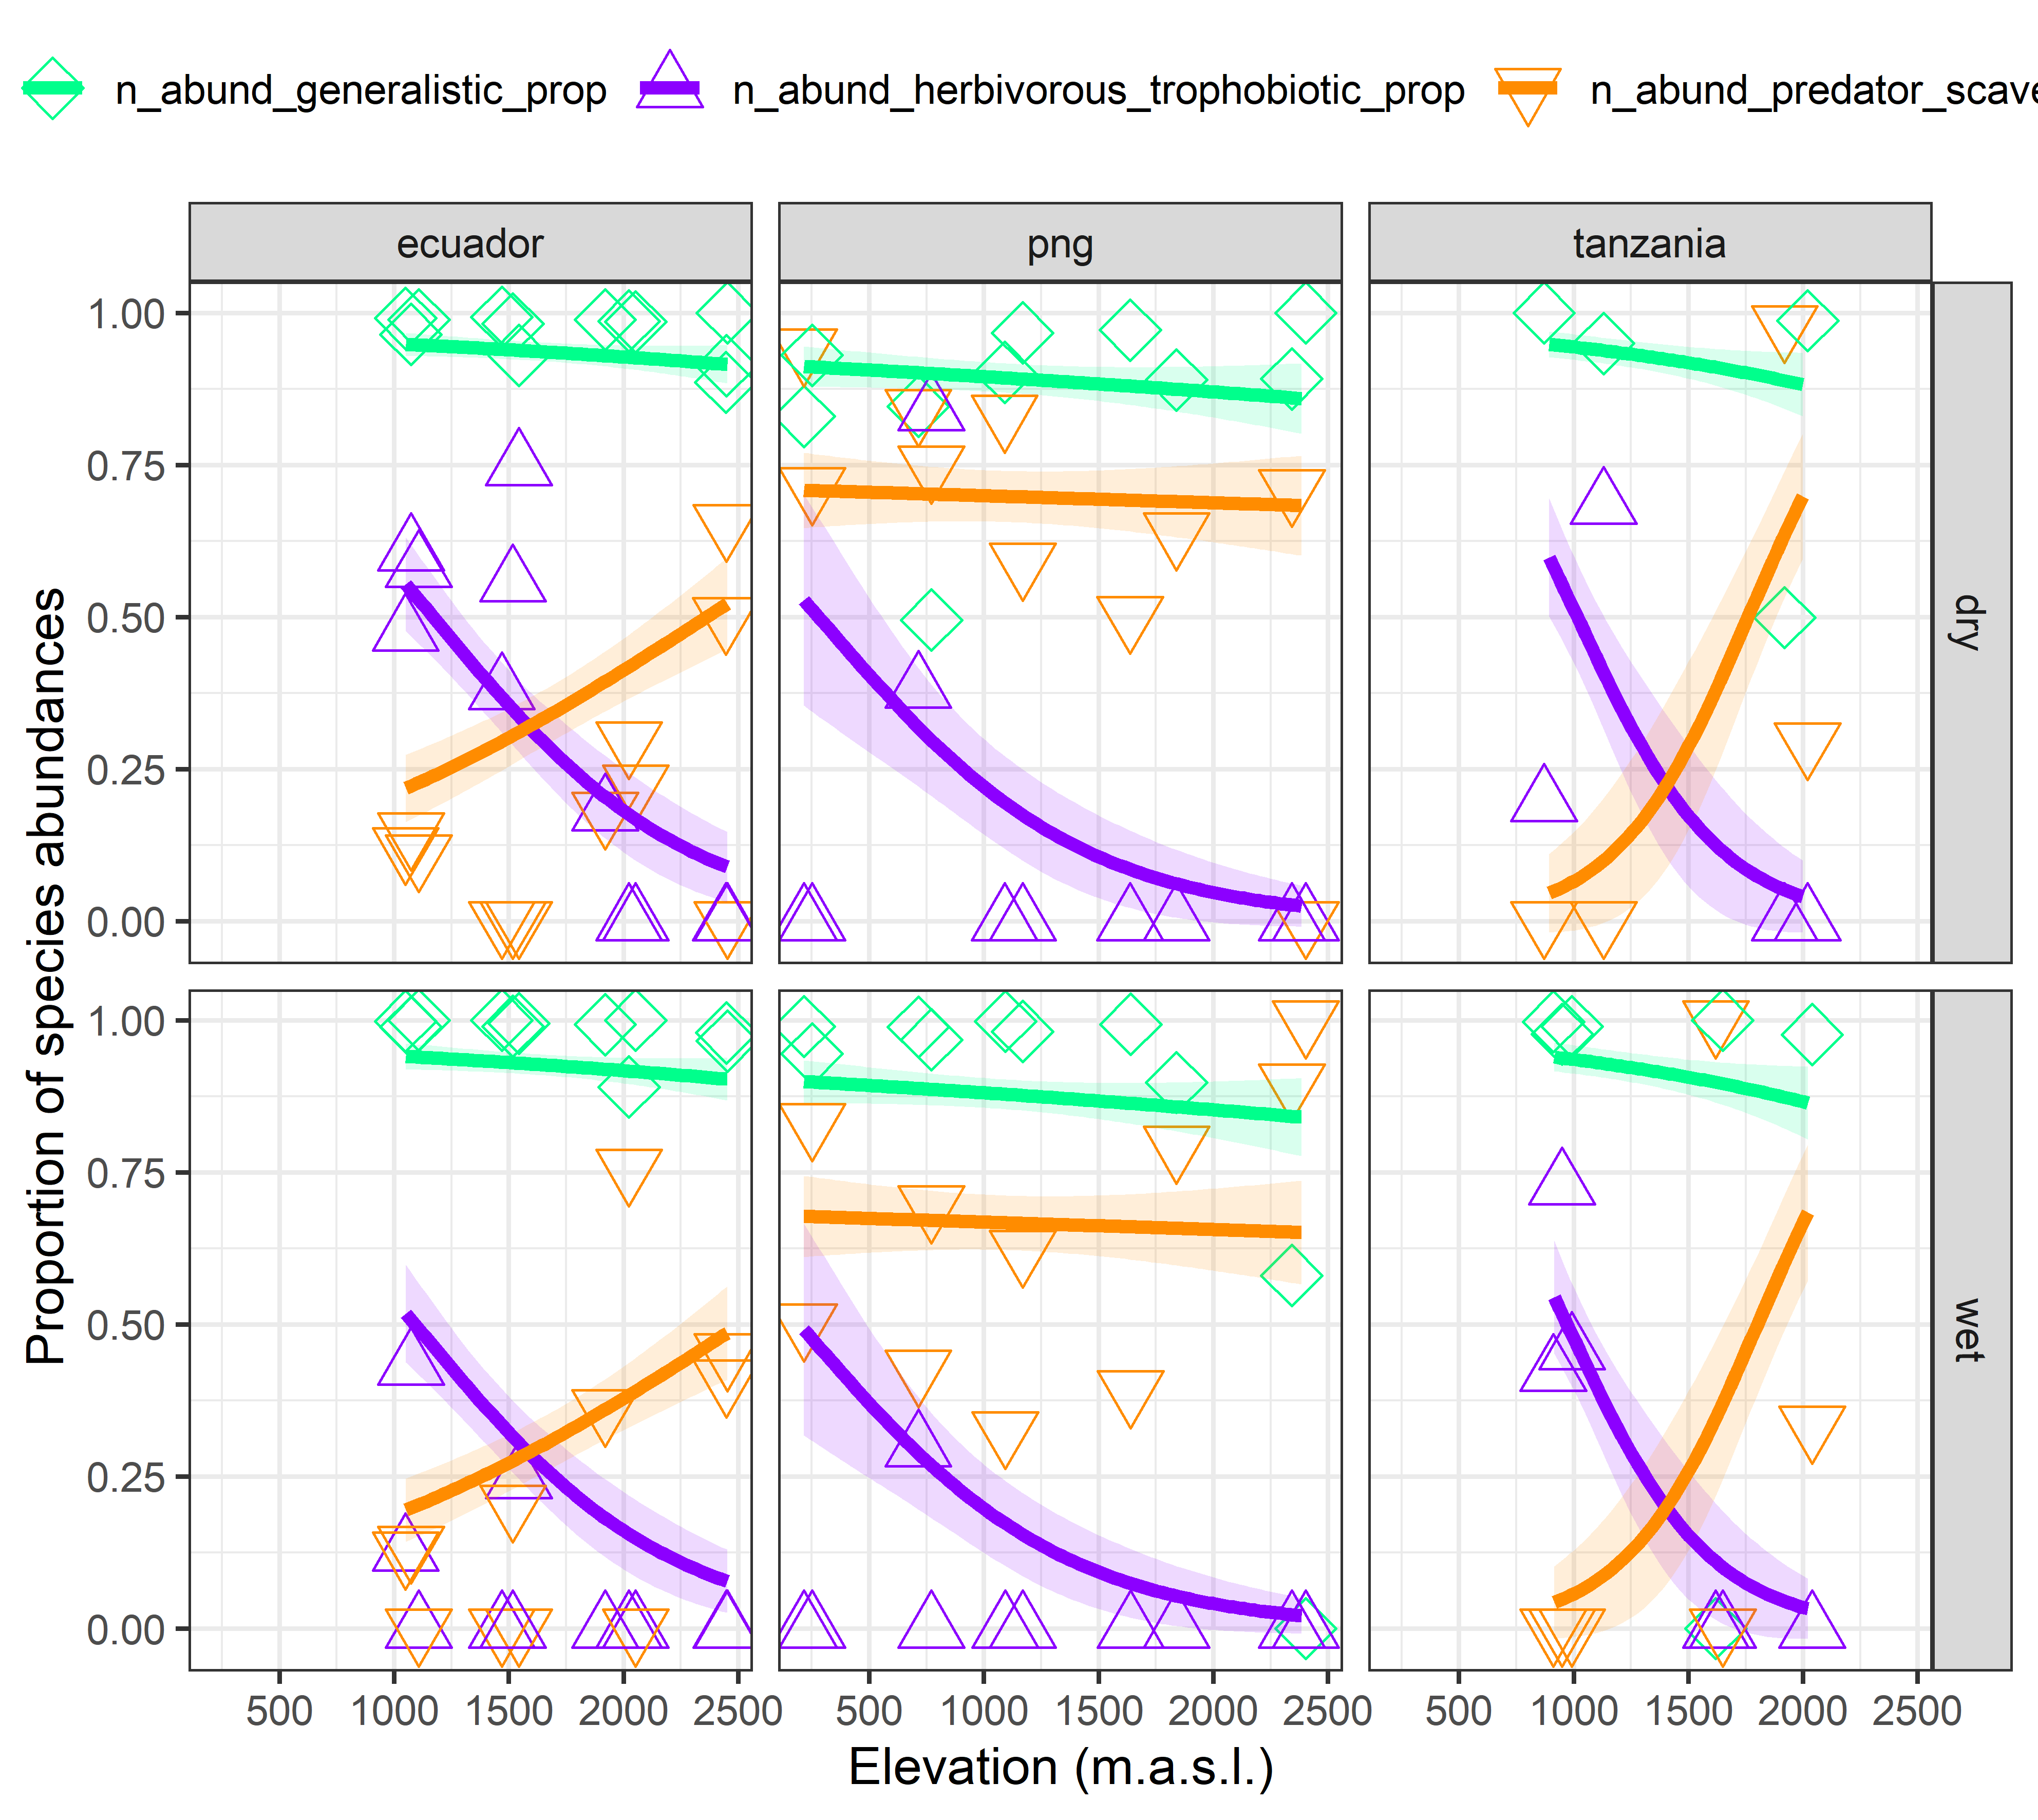 n_abund_generalistic_prop n_abund_herbivorous_trophobiotic_prop n_abund_predator_scave
ecuador png tanzania
1.00
0.75
0.50
0.25
0.00
dry
1.00
0.75
0.50
0.25
0.00
wet
Proportion of species abundances
500 1000 1500 2000 2500 500 1000 1500 2000 2500 500 1000 1500 2000 2500
Elevation (m.a.s.l.)